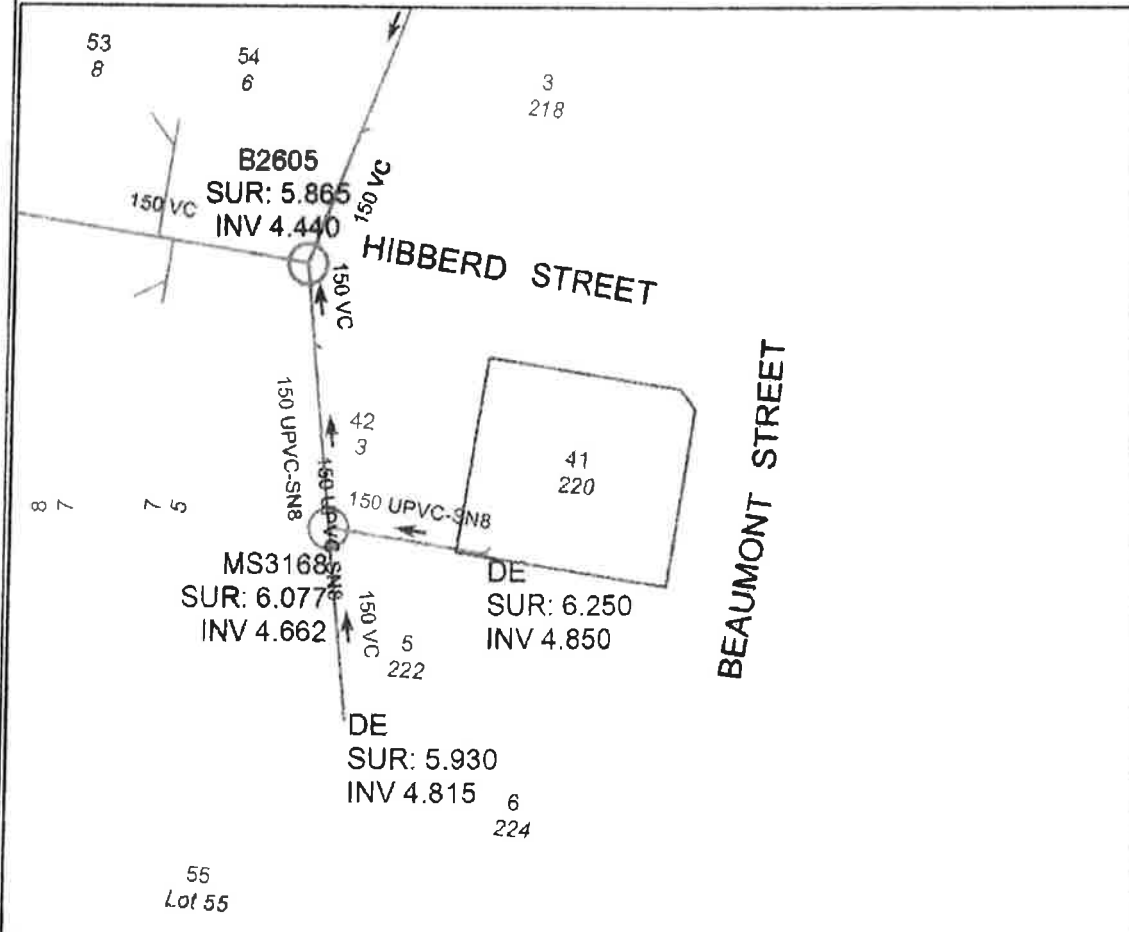 53
8
54
6
3
218
B2605
SUR: 5.865
INV 4.440
150 VC
150 VC
HIBBERD STREET
150 VC
150 UPVC-SN8
42
3
41
220
BEAUMONT STREET
8
7
7
5
150 UPVC-SN8
150 UPVC-SN8
MS3168
SUR: 6.077
INV 4.662
DE
SUR: 6.250
INV 4.850
150 VC
5
222
DE
SUR: 5.930
INV 4.815
6
224
55
Lot 55